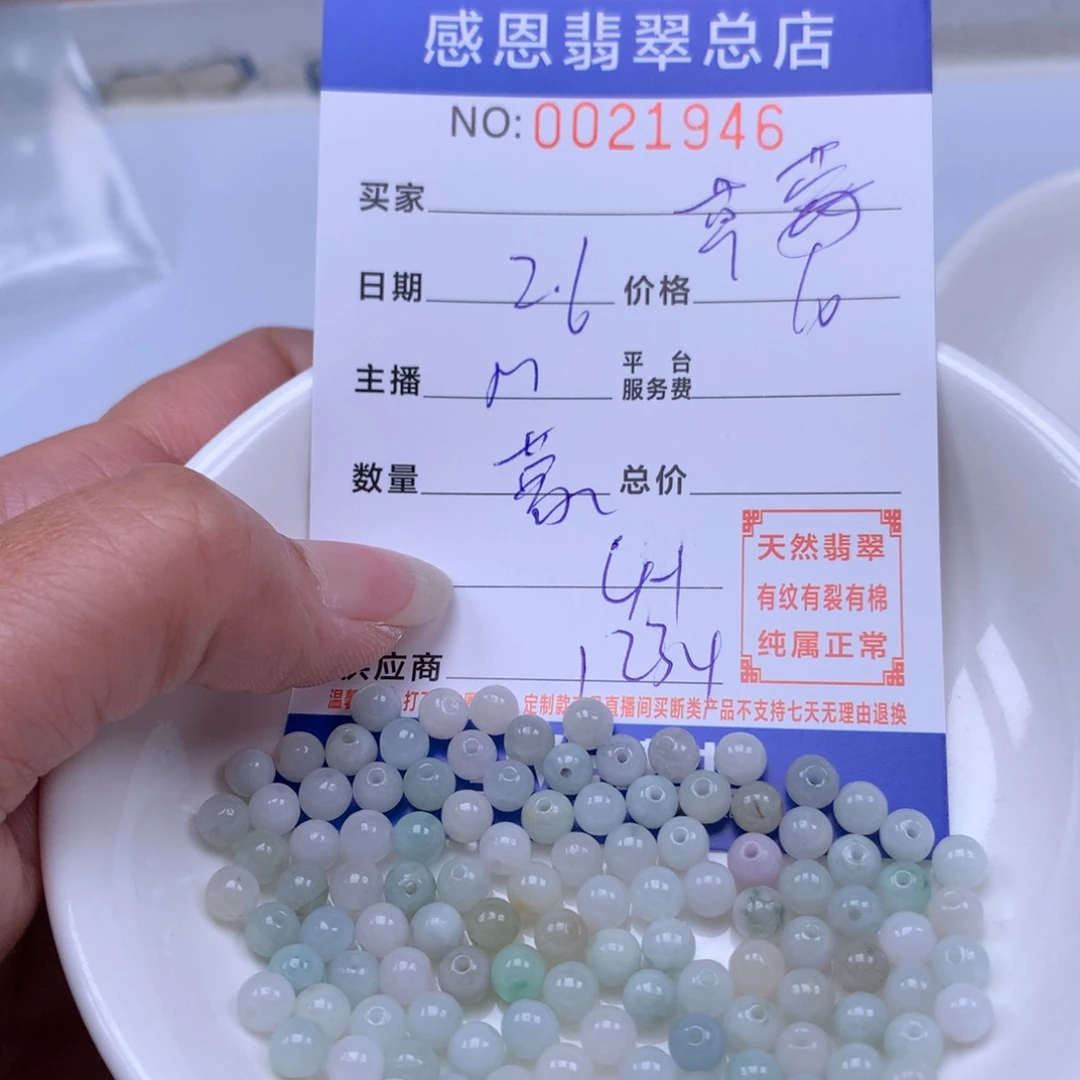 感恩翡翠总店
NO:0021946
买家
日期 2.6 价格
主播 M 平台服务费
数量 总价
天然翡翠
有纹有裂有棉
1234
纯属正常
供应商
定制款 直播间买断类产品不支持七天无理由退换